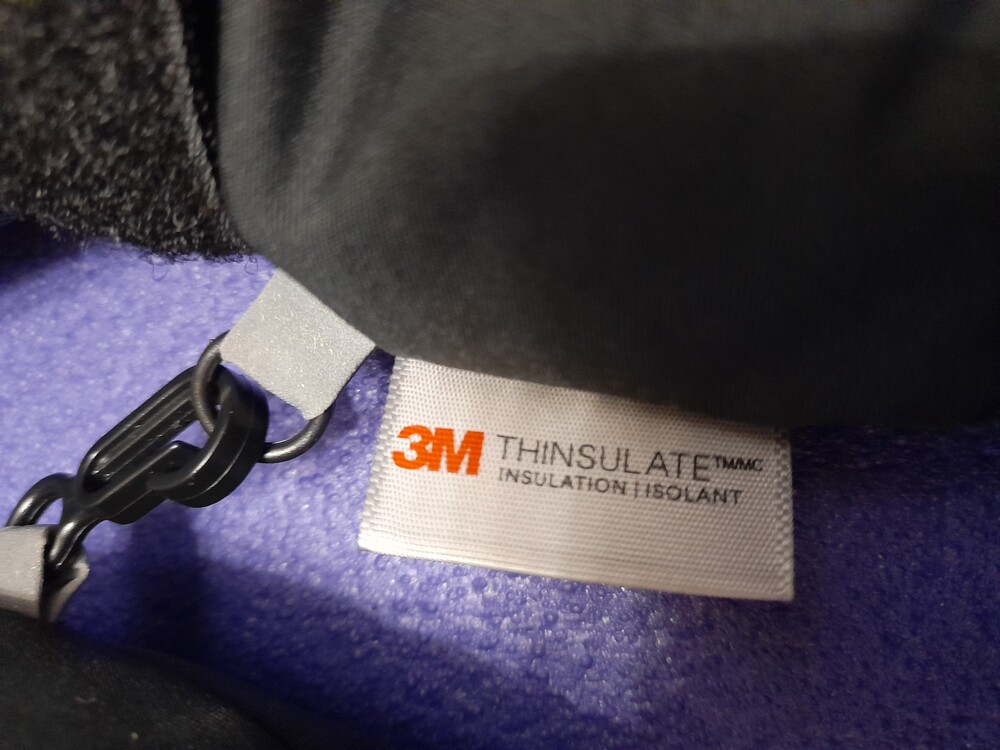 3M THINSULATE™/MC
INSULATION | ISOLANT